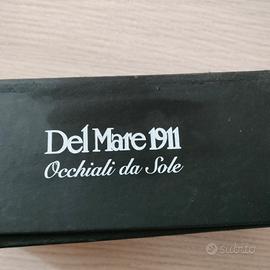 Del Mare 1911
Occhiali da Sole
subito